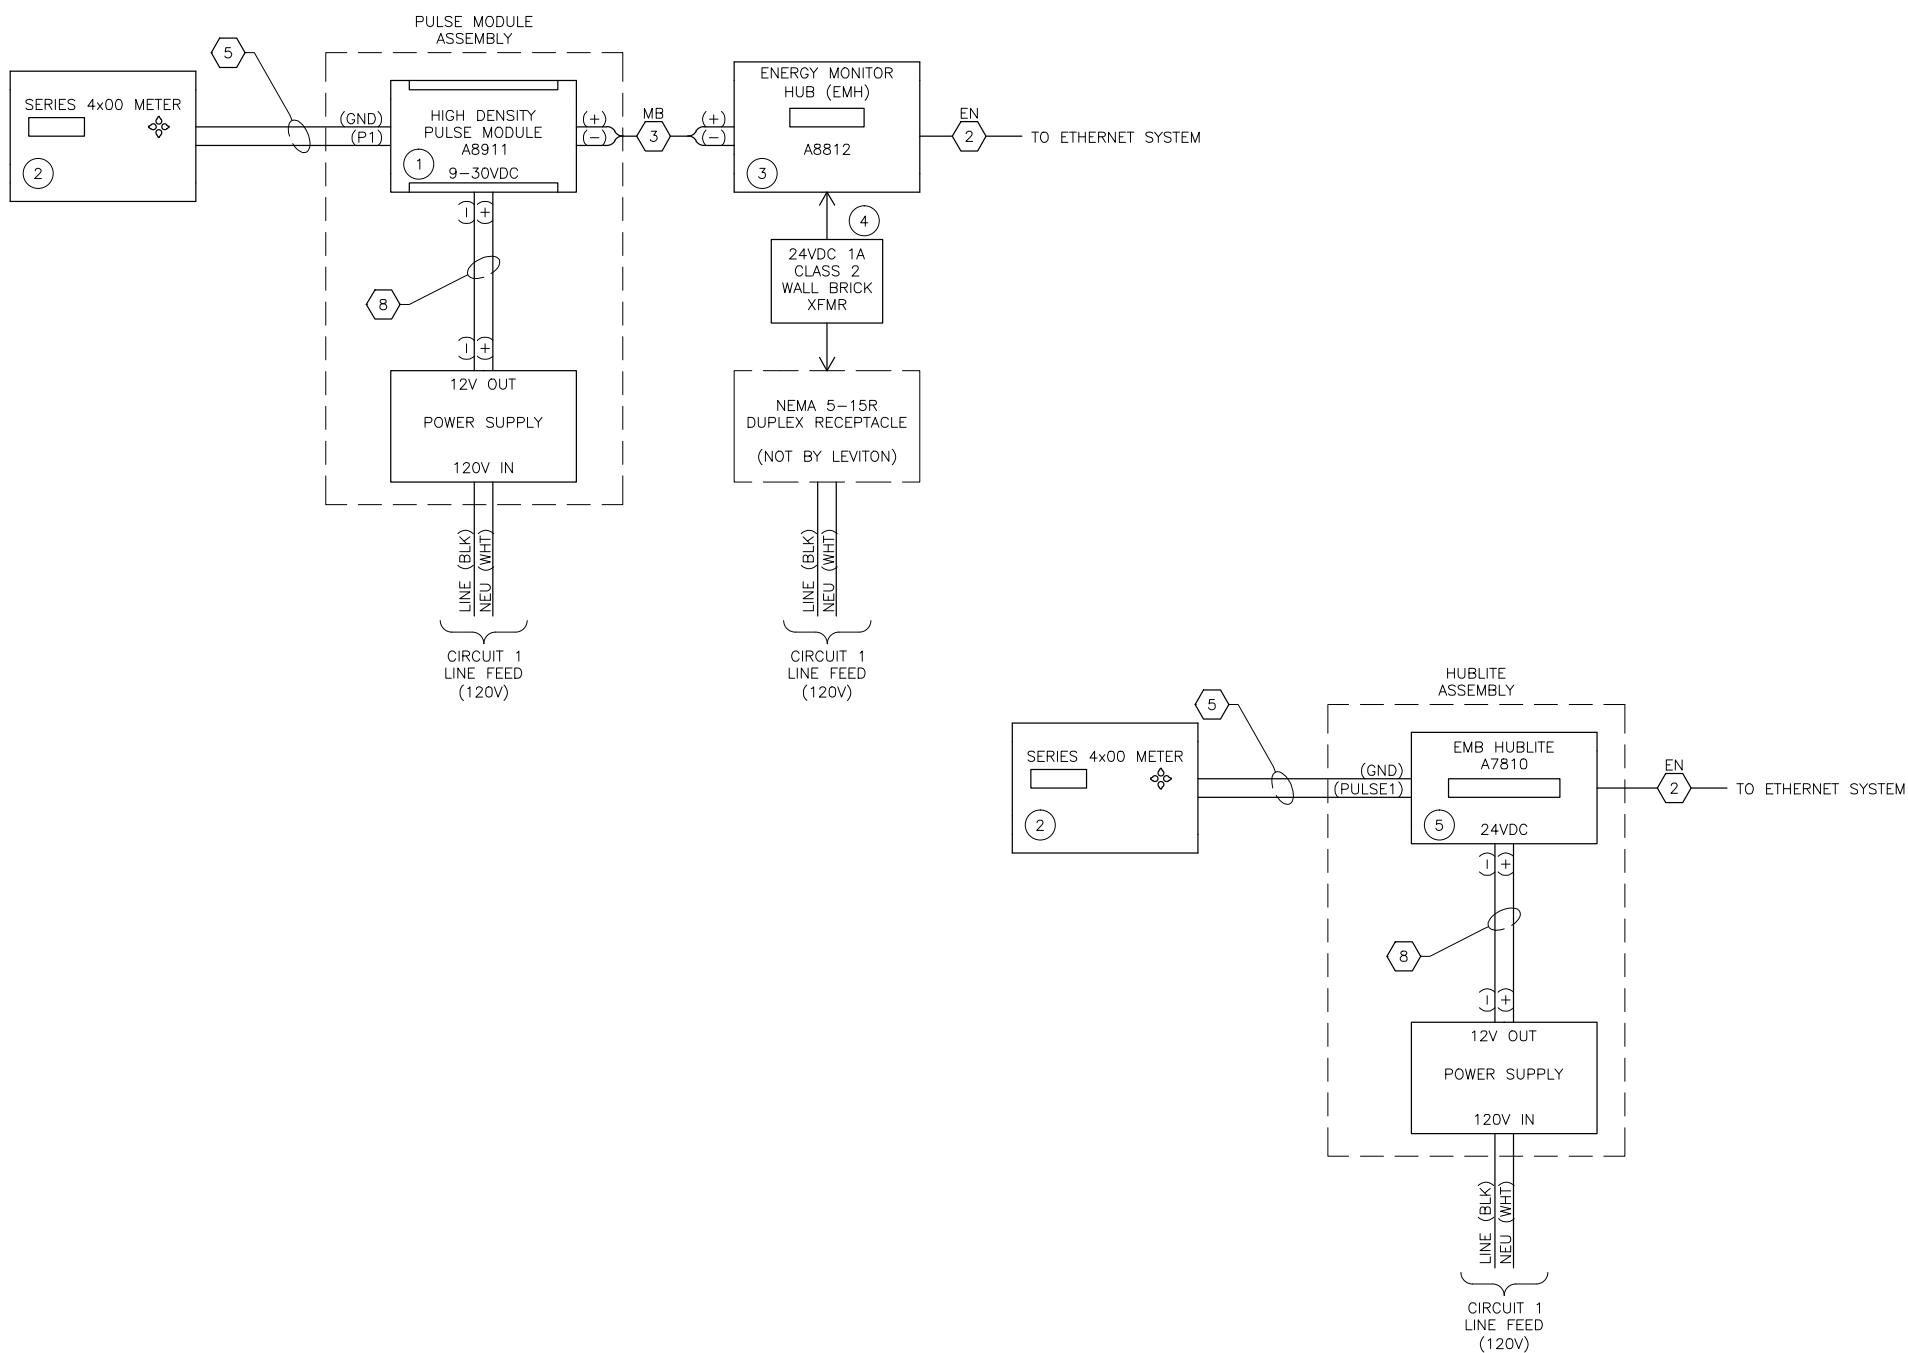 PULSE MODULE
ASSEMBLY
5
SERIES 4x00 METER
2
(GND)
(P1)
HIGH DENSITY
PULSE MODULE
A8911
1
9-30VDC
(+)
(-)
MB
3
(+)
(-)
ENERGY MONITOR
HUB (EMH)
A8812
3
EN
2
TO ETHERNET SYSTEM
(-)
(+)
8
(-)
(+)
12V OUT
POWER SUPPLY
120V IN
LINE (BLK)
NEU (WHT)
CIRCUIT 1
LINE FEED
(120V)
4
24VDC 1A
CLASS 2
WALL BRICK
XFMR
NEMA 5-15R
DUPLEX RECEPTACLE
(NOT BY LEVITON)
LINE (BLK)
NEU (WHT)
CIRCUIT 1
LINE FEED
(120V)
HUBLITE
ASSEMBLY
5
SERIES 4x00 METER
2
(GND)
(PULSE1)
EMB HUBLITE
A7810
5
24VDC
EN
2
TO ETHERNET SYSTEM
(-)
(+)
8
(-)
(+)
12V OUT
POWER SUPPLY
120V IN
LINE (BLK)
NEU (WHT)
CIRCUIT 1
LINE FEED
(120V)